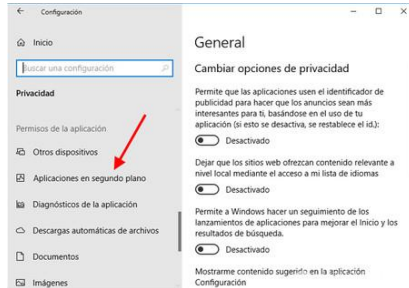 Configuración
Inicio
Buscar una configuración
Privacidad
Permisos de la aplicación
Otros dispositivos
Aplicaciones en segundo plano
Diagnósticos de la aplicación
Descargas automáticas de archivos
Documentos
Imágenes
General
Cambiar opciones de privacidad
Permite que las aplicaciones usen el identificador de
publicidad para hacer que los anuncios sean más
interesantes para ti, basándose en el uso de tu
aplicación (si esto se desactiva, se restablece el id.):
Desactivado
Dejar que los sitios web ofrezcan contenido relevante a
nivel local mediante el acceso a mi lista de idiomas
Desactivado
Permite a Windows hacer un seguimiento de los
lanzamientos de aplicaciones para mejorar el Inicio y los
resultados de búsqueda.
Desactivado
Mostrarme contenido sugerido en la aplicación
Configuración